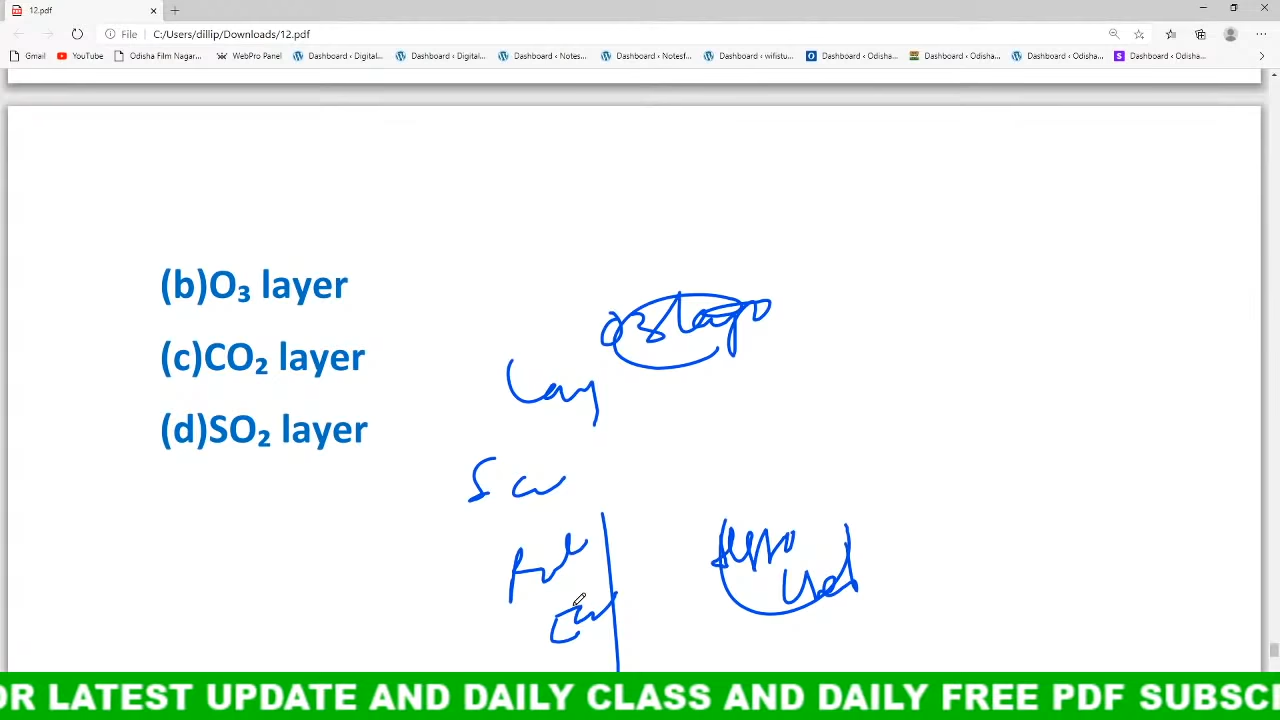 12.pdf
File C:/Users/dillip/Downloads/12.pdf
Gmail YouTube Odisha Film Nagar... WebPro Panel Dashboard ‹ Digital... Dashboard ‹ Digital... Dashboard ‹ Notes... Dashboard ‹ Notesf... Dashboard ‹ wifistu... Dashboard ‹ Odisha... Dashboard ‹ Odisha... Dashboard ‹ Odisha... Dashboard ‹ Odisha...
(b)O₃ layer
(c)CO₂ layer
(d)SO₂ layer
OR LATEST UPDATE AND DAILY CLASS AND DAILY FREE PDF SUBSC